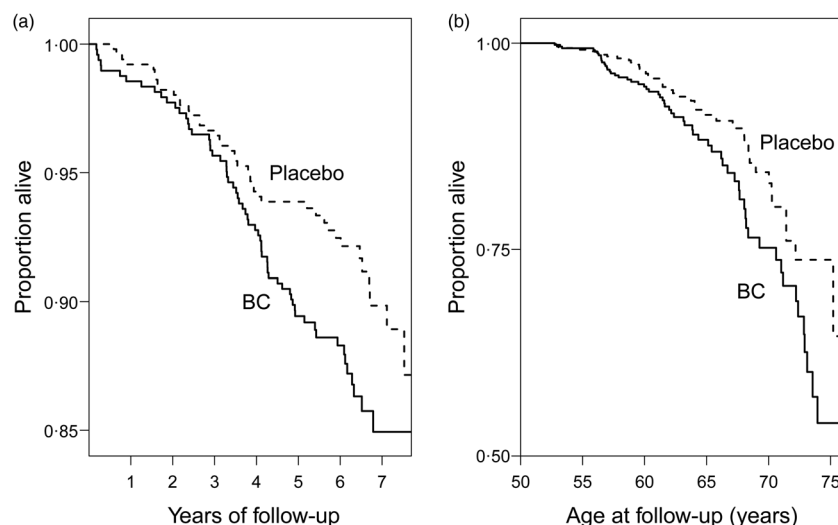 (a)
1·00
0·95
0·90
0·85
Proportion alive
Placebo
BC
1 2 3 4 5 6 7
Years of follow-up
(b)
1·00
0·75
0·50
Proportion alive
Placebo
BC
50 55 60 65 70 75
Age at follow-up (years)